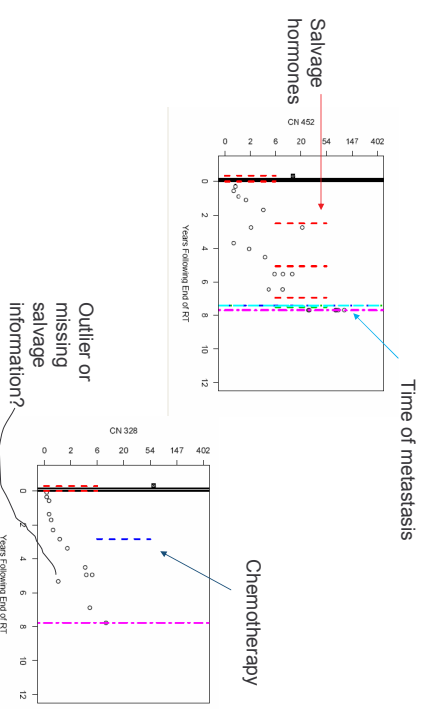 Salvage
hormones
CN 452
0 2 6 20 54 147 402
0 2 4 6 8 10 12
Years Following End of RT
Time of metastasis
Outlier or
missing
salvage
information?
CN 328
0 2 6 20 54 147 402
0 2 4 6 8 10 12
Years Following End of RT
Chemotherapy